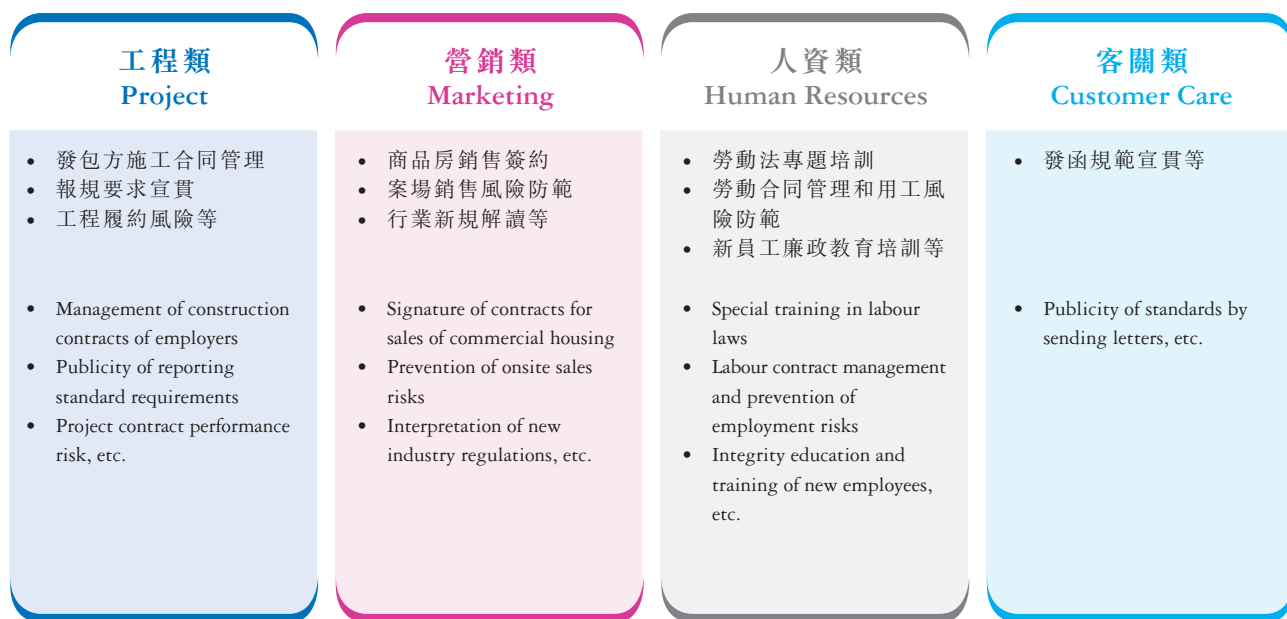 工程類
Project
• 發包方施工合同管理
• 報規要求宣貫
• 工程履約風險等
• Management of construction
contracts of employers
• Publicity of reporting
standard requirements
• Project contract performance
risk, etc.
營銷類
Marketing
• 商品房銷售簽約
• 案場銷售風險防範
• 行業新規解讀等
• Signature of contracts for
sales of commercial housing
• Prevention of onsite sales
risks
• Interpretation of new
industry regulations, etc.
人資類
Human Resources
• 勞動法專題培訓
• 勞動合同管理和用工風
險防範
• 新員工廉政教育培訓等
• Special training in labour
laws
• Labour contract management
and prevention of
employment risks
• Integrity education and
training of new employees,
etc.
客關類
Customer Care
• 發函規範宣貫等
• Publicity of standards by
sending letters, etc.